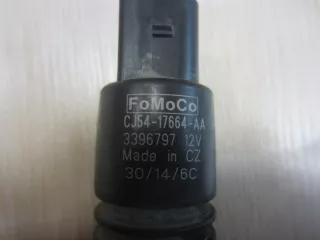 FoMoCo
CJ54-17664-AA
3396797 12V
Made in CZ
30/14/6C